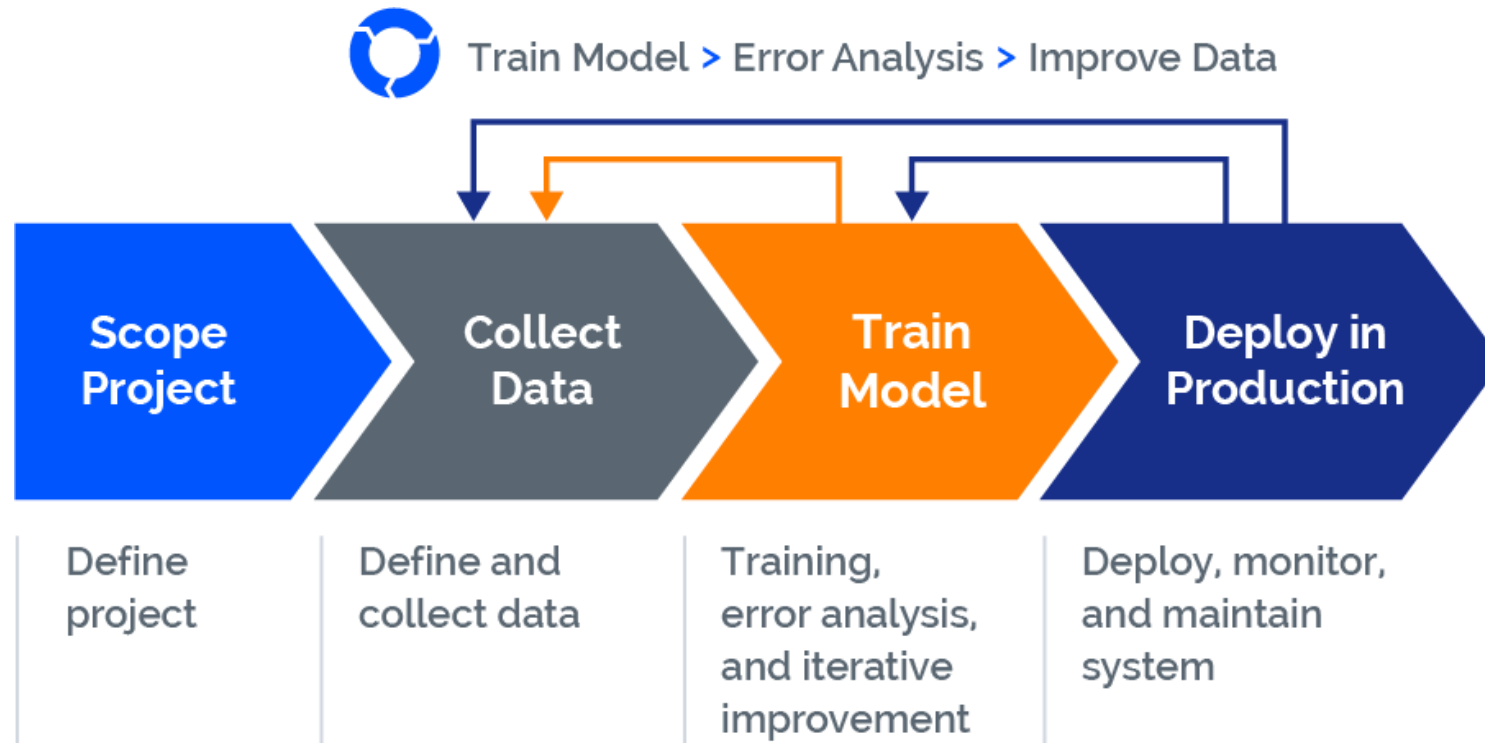 Train Model > Error Analysis > Improve Data
Scope
Project
Collect
Data
Train
Model
Deploy in
Production
Define
project
Define and
collect data
Training,
error analysis,
and iterative
improvement
Deploy, monitor,
and maintain
system